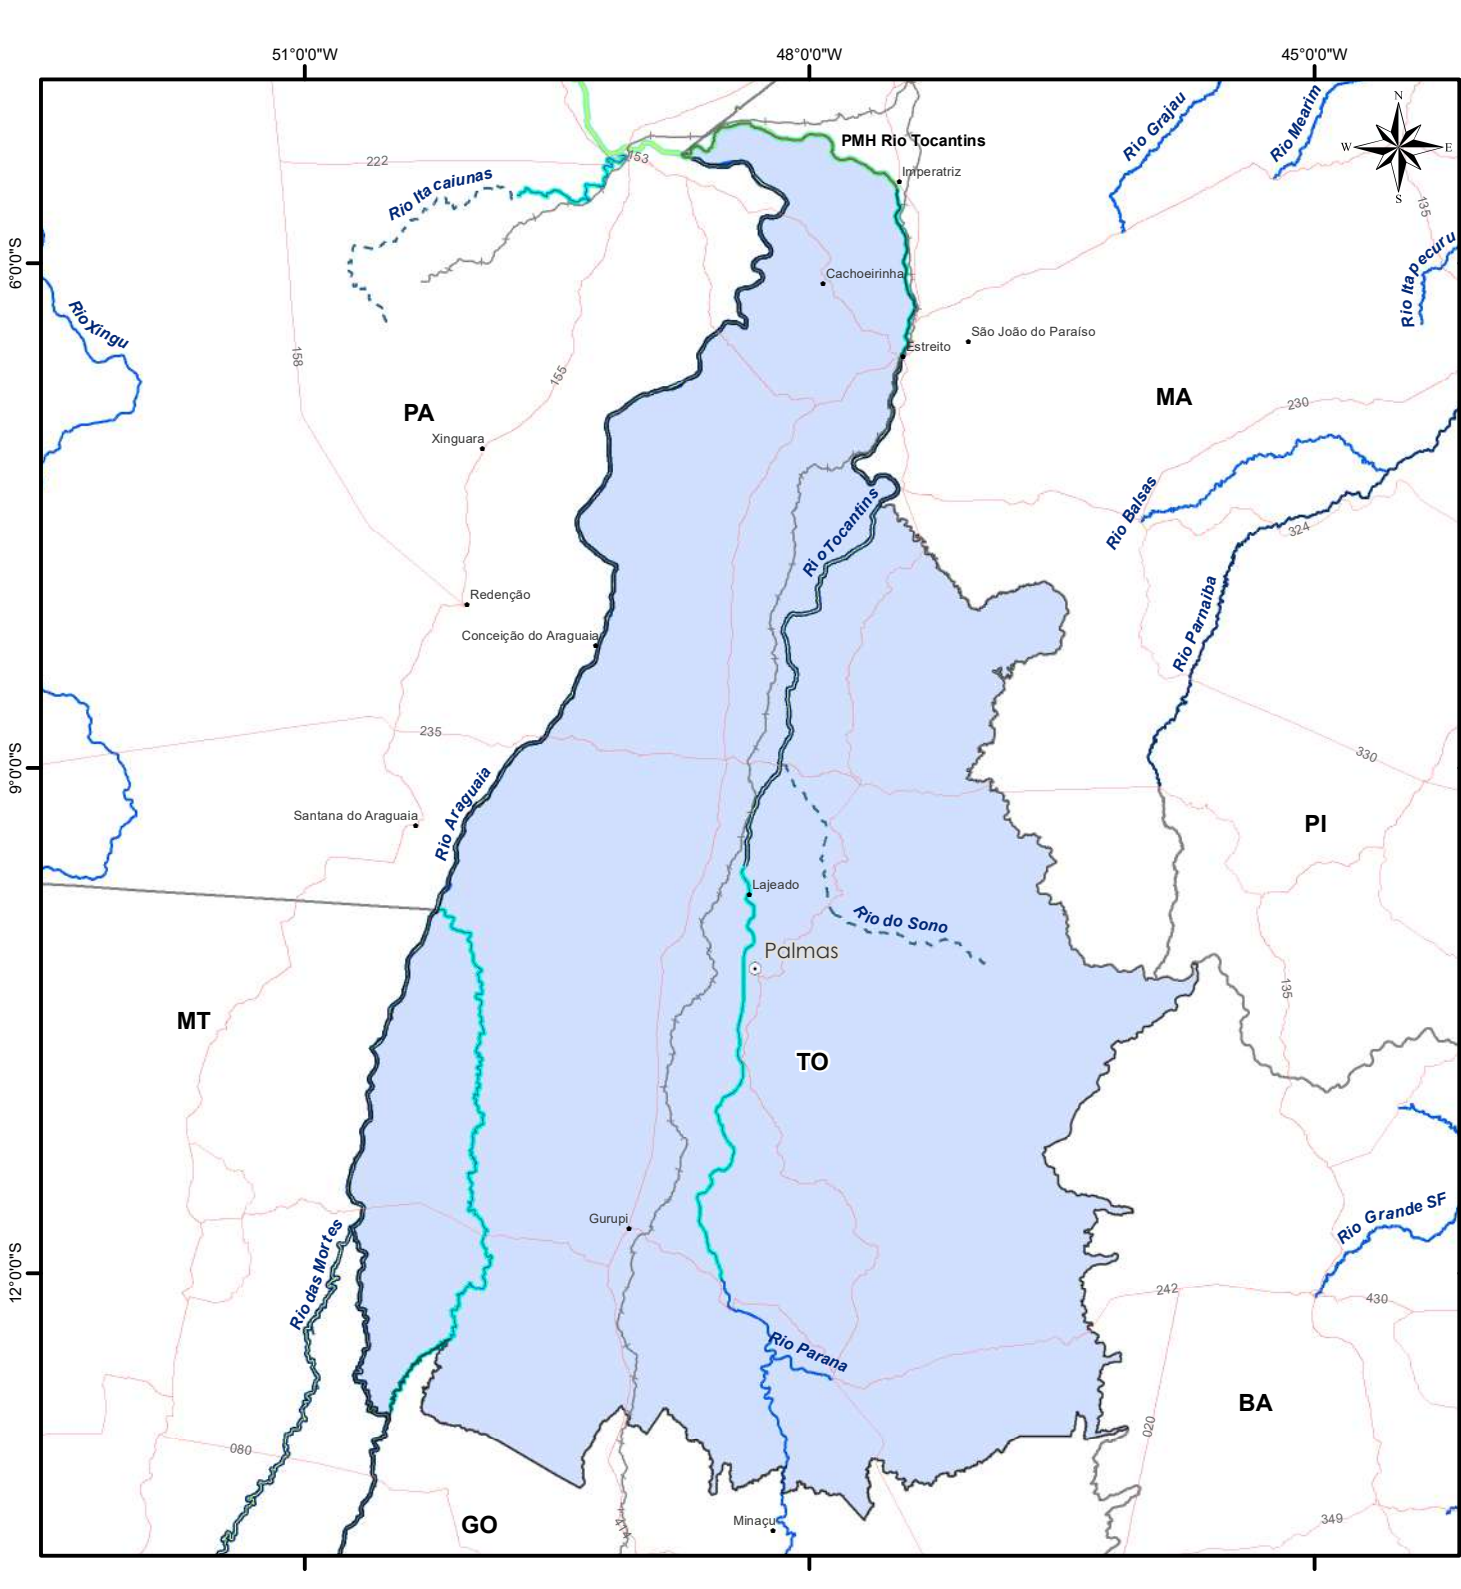 51°0'0"W
48°0'0"W
45°0'0"W
N
W
E
S
Rio Grajau
Rio Mearim
PMH Rio Tocantins
153
222
Imperatriz
Rio Itacaiunas
135
6°0'0"S
Rio Itapecuru
Cachoeirinha
Rio Xingu
São João do Paraíso
Estreito
158
155
MA
230
PA
Xinguara
Rio Balsas
Rio Tocantins
324
Redenção
Rio Parnaiba
Conceição do Araguaia
235
330
9°0'0"S
Rio Araguaia
Santana do Araguaia
PI
Lajeado
Rio do Sono
Palmas
135
MT
TO
Gurupi
Rio Grande SF
Rio das Mortes
12°0'0"S
242
430
Rio Parana
BA
020
080
GO
414
Minaçu
349